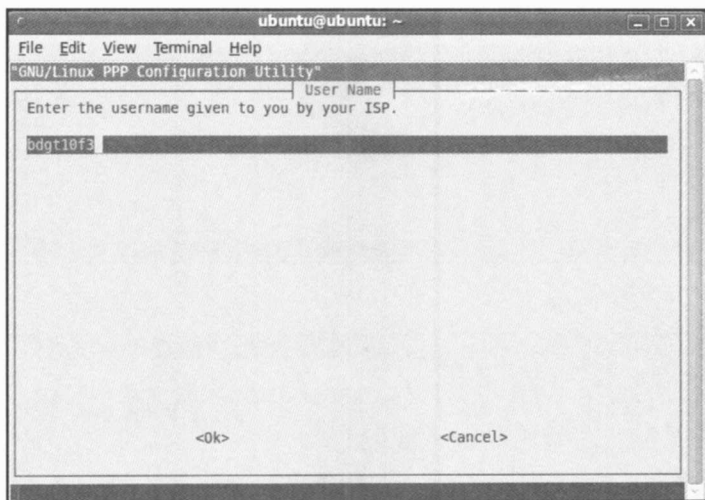 ubuntu@ubuntu: ~
File Edit View Terminal Help
"GNU/Linux PPP Configuration Utility"
User Name
Enter the username given to you by your ISP.
bdgt10f3
<Ok> <Cancel>